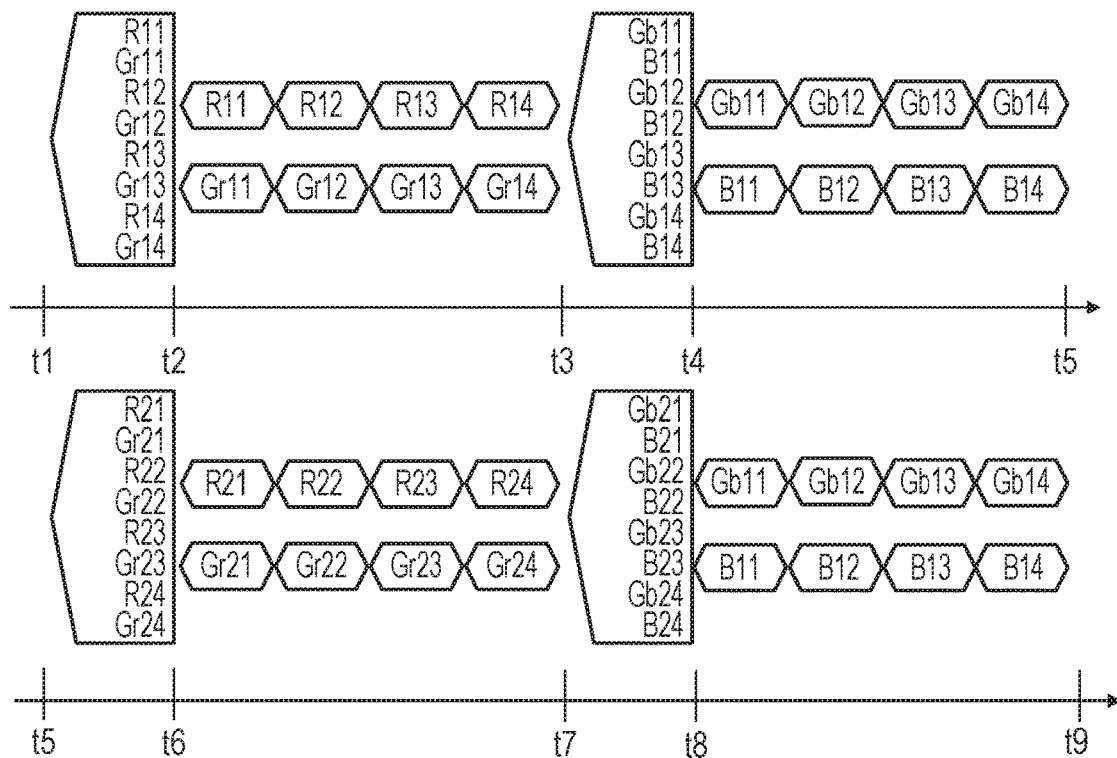 R11
Gr11
R12
Gr12
R13
Gr13
R14
Gr14
R11 R12 R13 R14
Gr11 Gr12 Gr13 Gr14
Gb11
B11
Gb12
B12
Gb13
B13
Gb14
B14
Gb11 Gb12 Gb13 Gb14
B11 B12 B13 B14
t1 t2 t3 t4 t5
R21
Gr21
R22
Gr22
R23
Gr23
R24
Gr24
R21 R22 R23 R24
Gr21 Gr22 Gr23 Gr24
Gb21
B21
Gb22
B22
Gb23
B23
Gb24
B24
Gb11 Gb12 Gb13 Gb14
B11 B12 B13 B14
t5 t6 t7 t8 t9